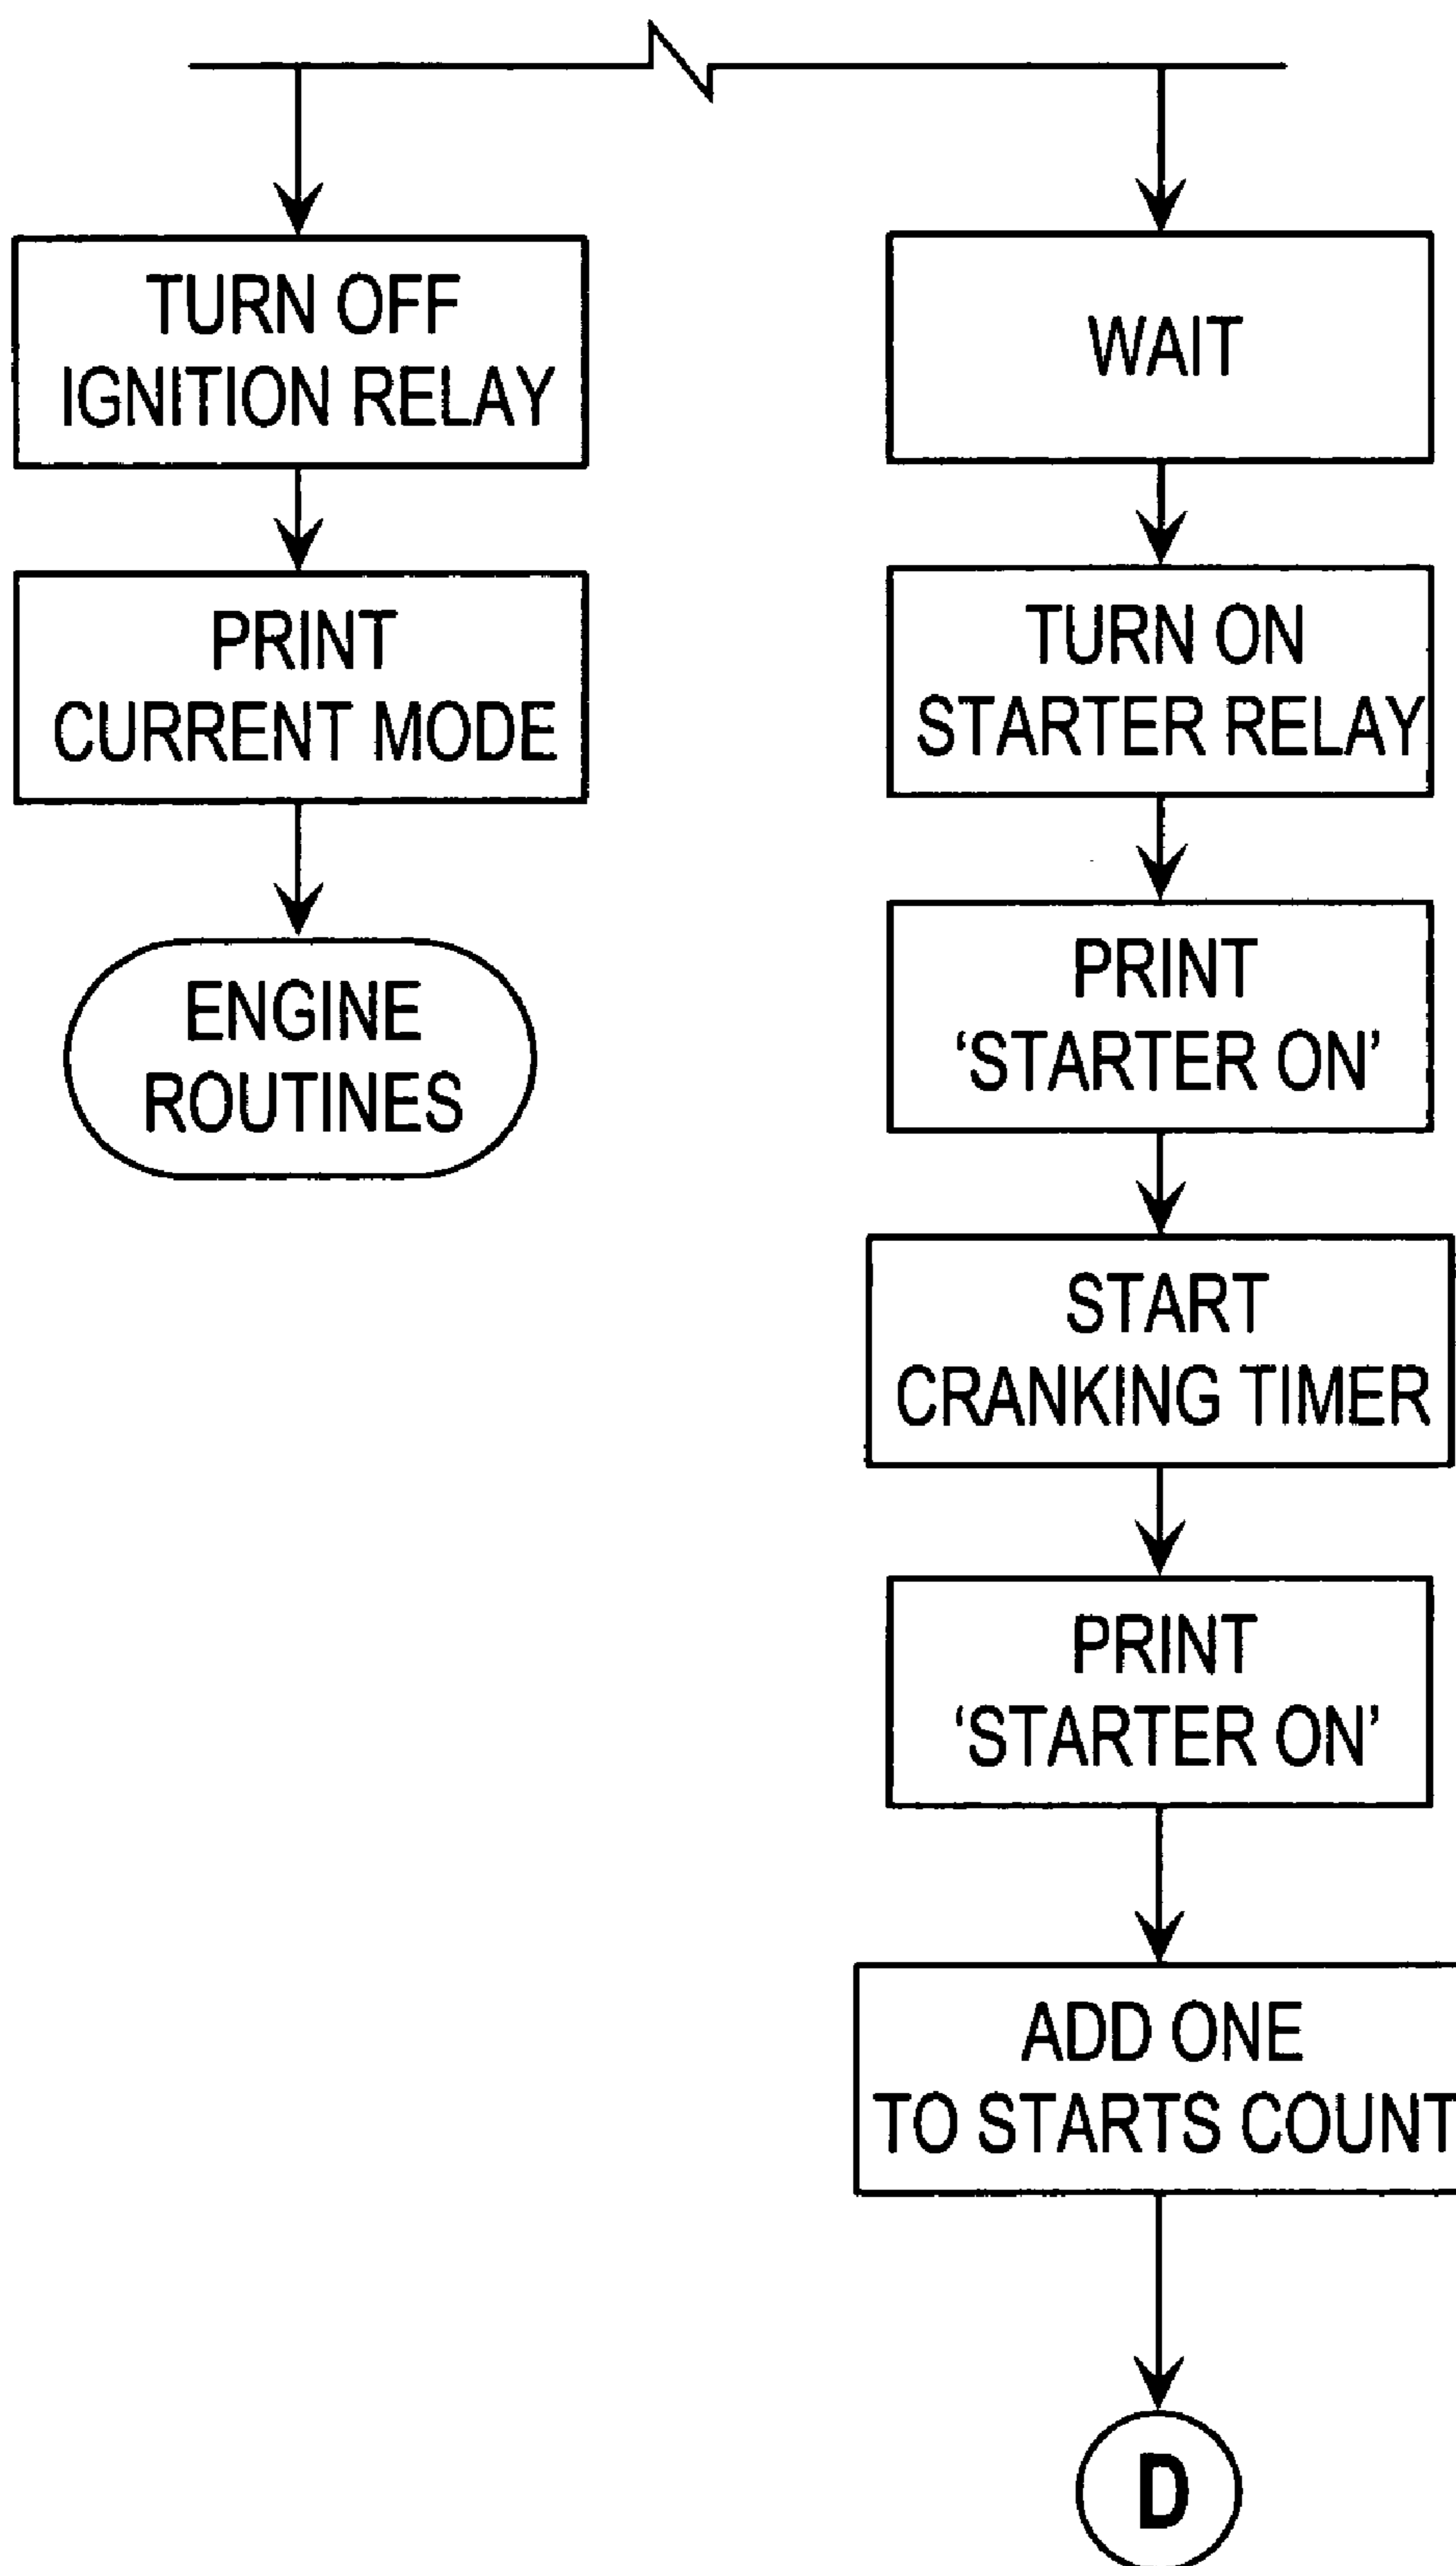 TURN OFF
IGNITION RELAY
PRINT
CURRENT MODE
ENGINE
ROUTINES
WAIT
TURN ON
STARTER RELAY
PRINT
‘STARTER ON’
START
CRANKING TIMER
PRINT
‘STARTER ON’
ADD ONE
TO STARTS COUNT
D